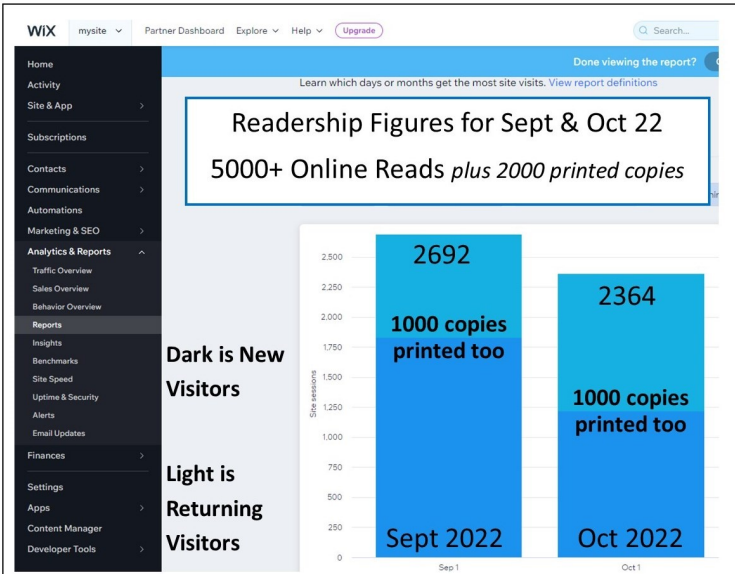 WiX mysite Partner Dashboard Explore Help Upgrade Search...
Done viewing the report?
Learn which days or months get the most site visits. View report definitions
Readership Figures for Sept & Oct 22
5000+ Online Reads plus 2000 printed copies
Home
Activity
Site & App
Subscriptions
Contacts
Communications
Automations
Marketing & SEO
Analytics & Reports
Traffic Overview
Sales Overview
Behavior Overview
Reports
Insights
Benchmarks
Site Speed
Uptime & Security
Alerts
Email Updates
Finances
Settings
Apps
Content Manager
Developer Tools
Dark is New
Visitors
Light is
Returning
Visitors
Site sessions
2,500
2,250
2,000
1,750
1,500
1,250
1,000
750
500
250
0
2692
1000 copies
printed too
Sept 2022
Sep 1
2364
1000 copies
printed too
Oct 2022
Oct 1